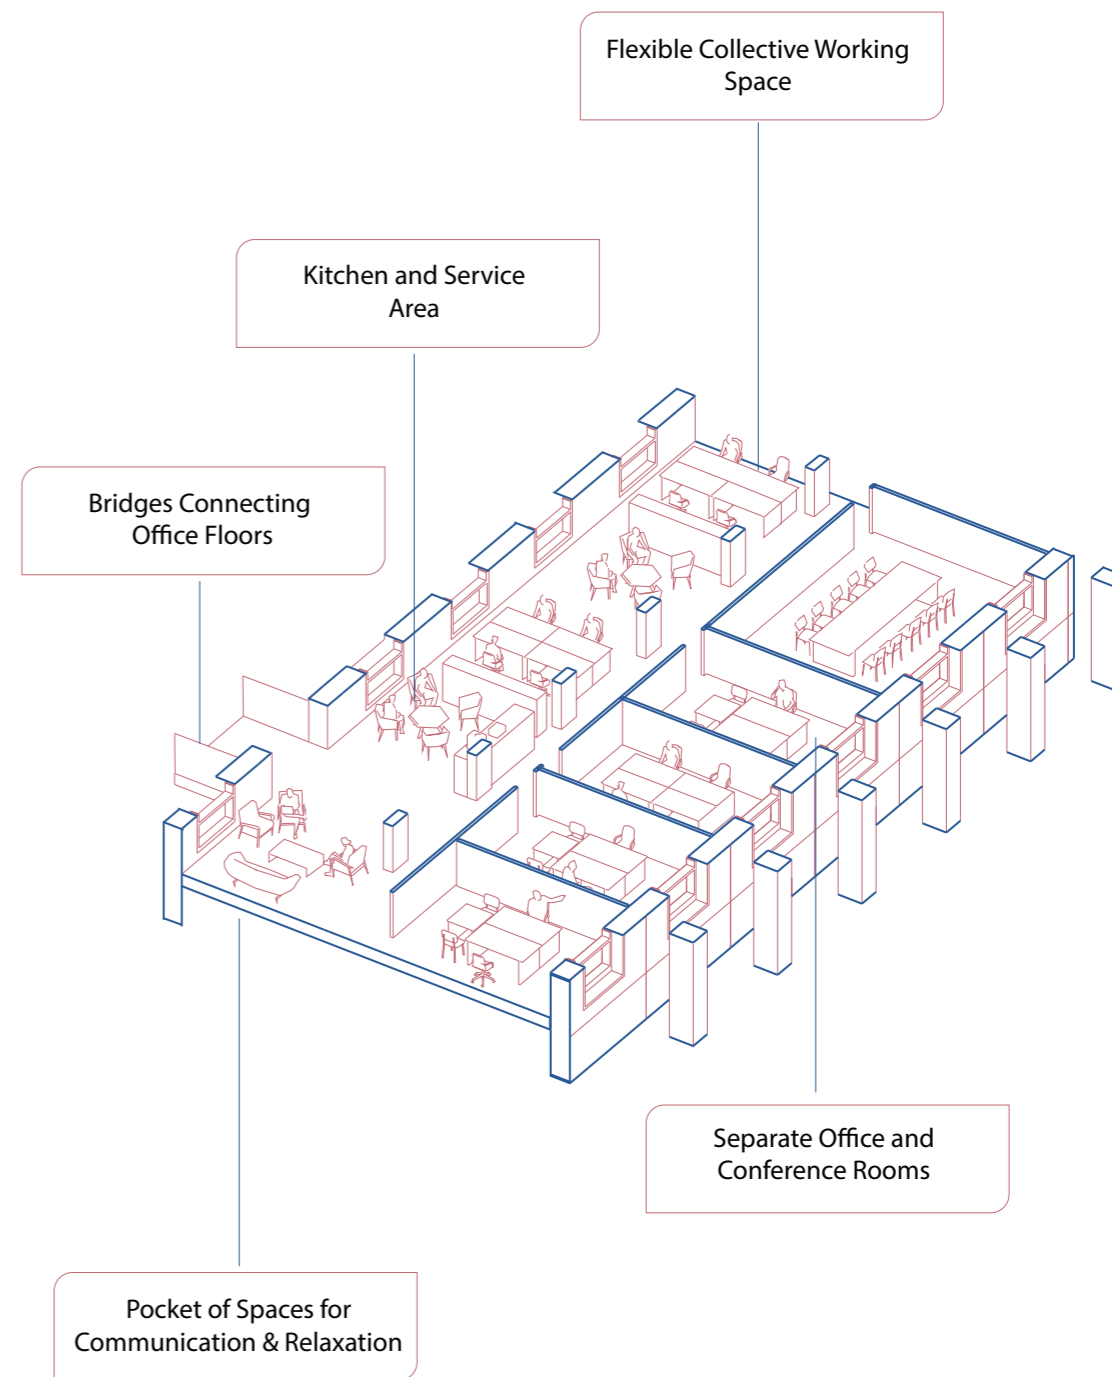 Flexible Collective Working
Space
Kitchen and Service
Area
Bridges Connecting
Office Floors
Separate Office and
Conference Rooms
Pocket of Spaces for
Communication & Relaxation